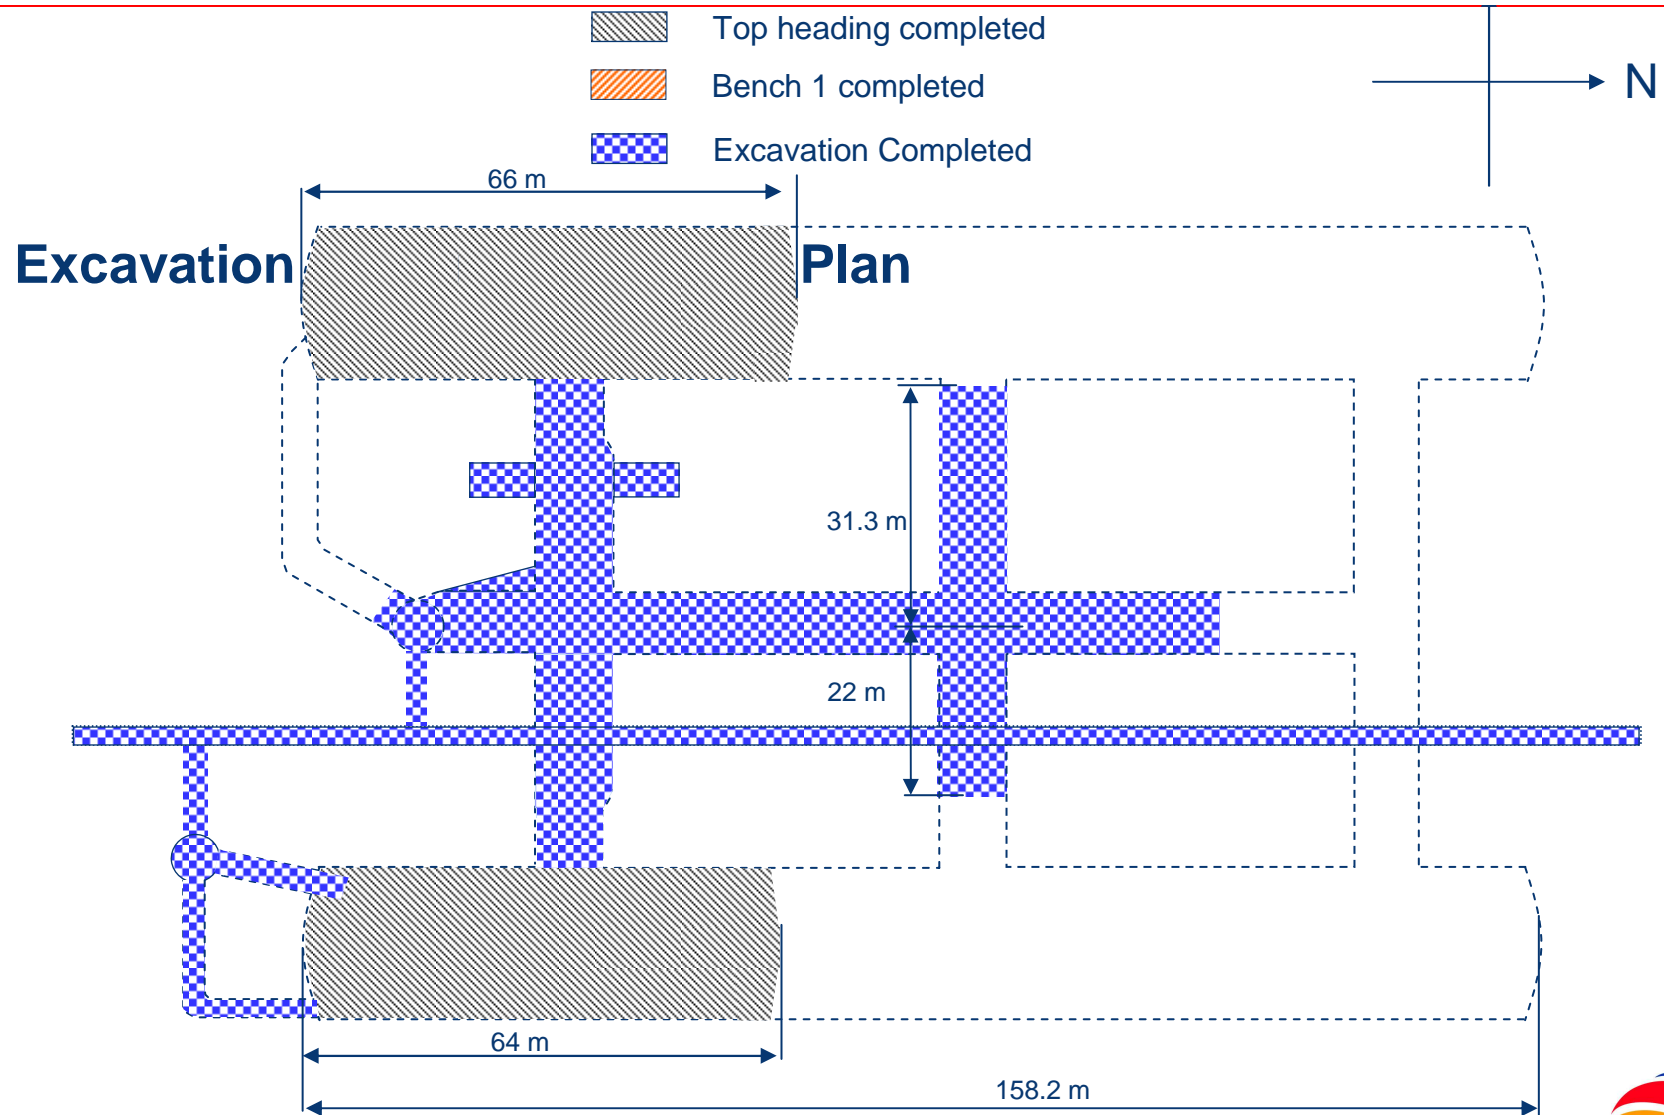 Top heading completed
Bench 1 completed
N
Excavation Completed
66 m
Excavation Plan
31.3 m
22 m
64 m
158.2 m